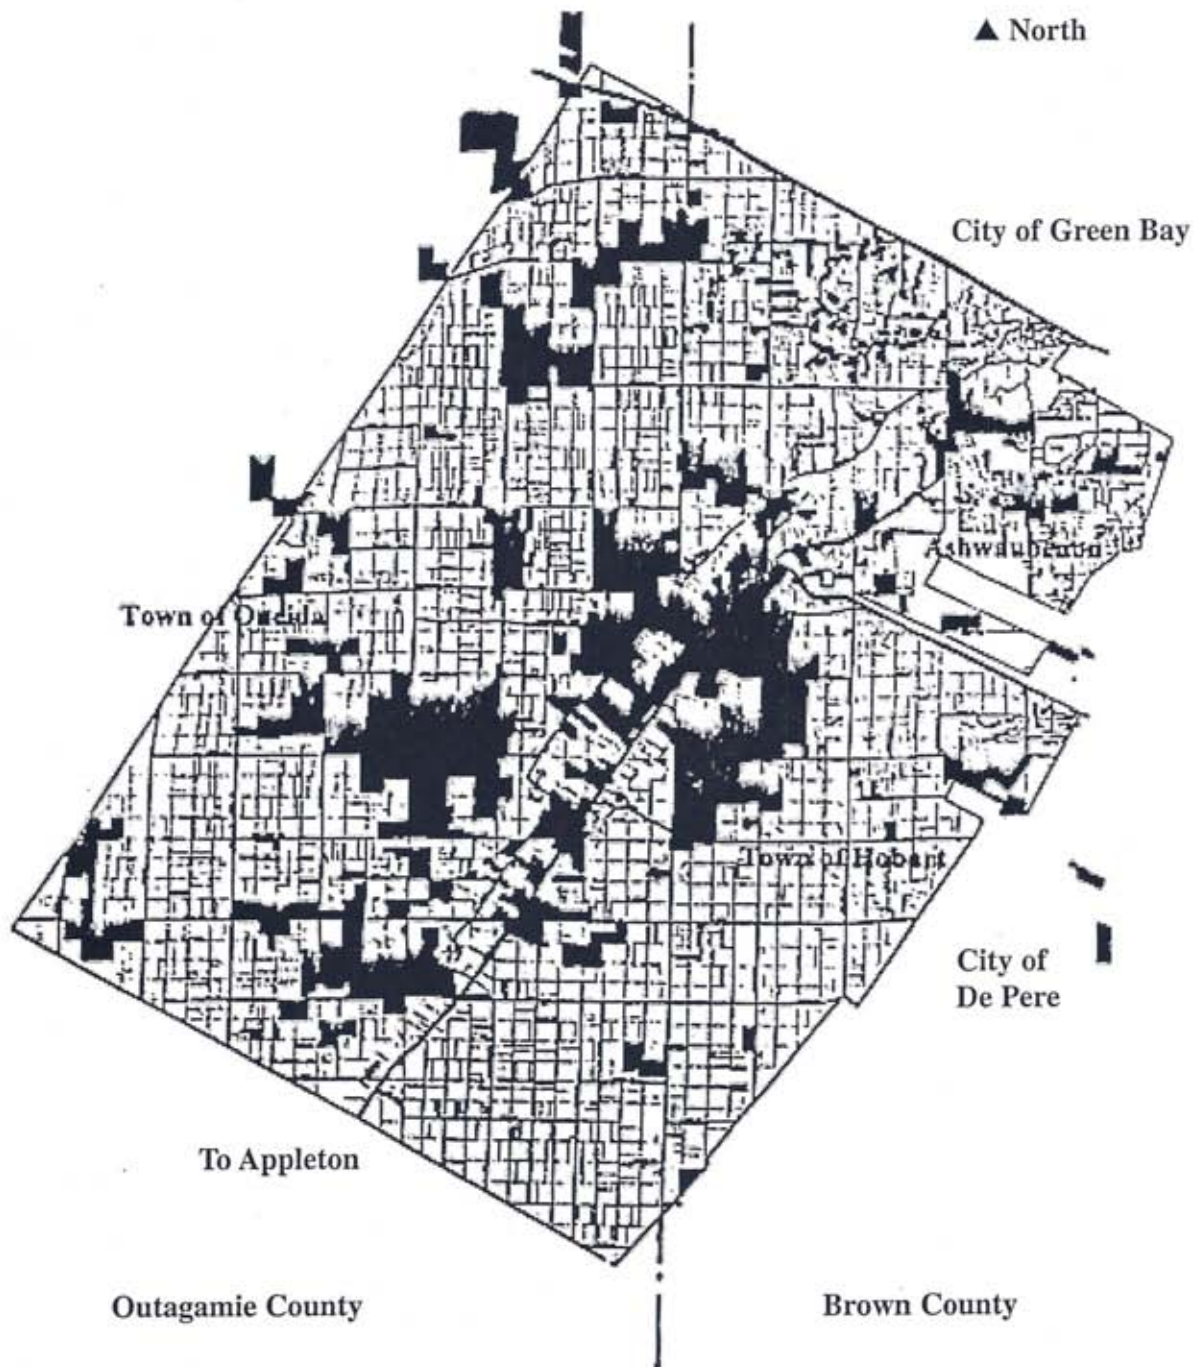 ▲ North
City of Green Bay
Ashwaubenon
Town of Oneida
Town of Hobart
City of
De Pere
To Appleton
Outagamie County
Brown County